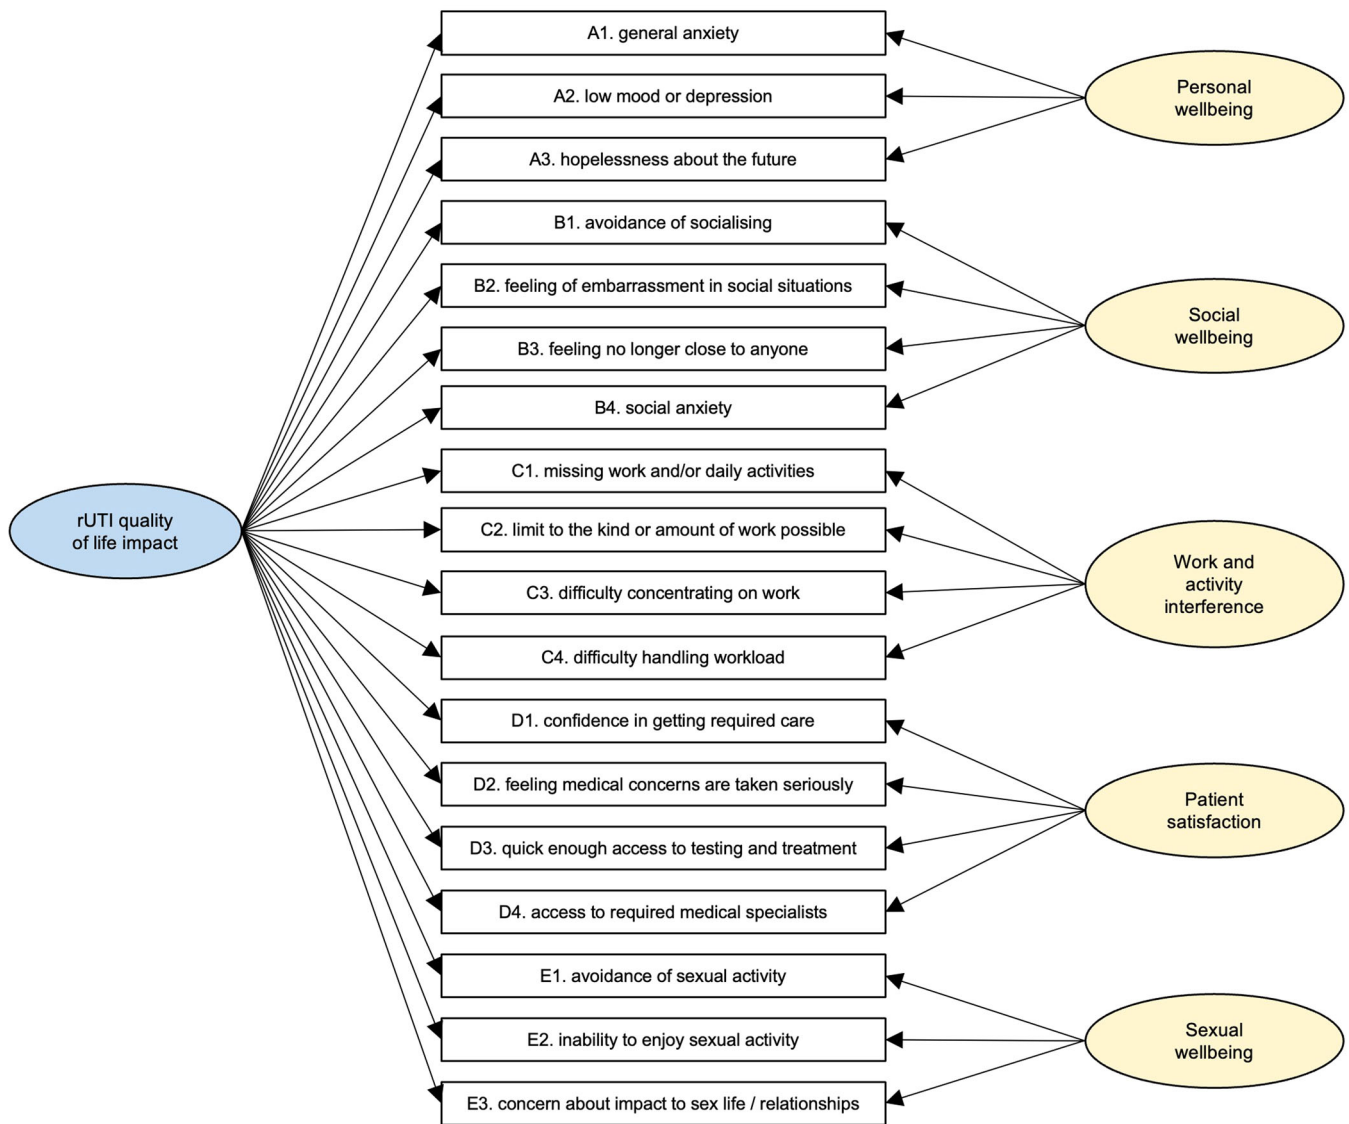 A1. general anxiety
A2. low mood or depression
A3. hopelessness about the future
B1. avoidance of socialising
B2. feeling of embarrassment in social situations
B3. feeling no longer close to anyone
B4. social anxiety
C1. missing work and/or daily activities
C2. limit to the kind or amount of work possible
C3. difficulty concentrating on work
C4. difficulty handling workload
D1. confidence in getting required care
D2. feeling medical concerns are taken seriously
D3. quick enough access to testing and treatment
D4. access to required medical specialists
E1. avoidance of sexual activity
E2. inability to enjoy sexual activity
E3. concern about impact to sex life / relationships
rUTI quality
of life impact
Personal
wellbeing
Social
wellbeing
Work and
activity
interference
Patient
satisfaction
Sexual
wellbeing